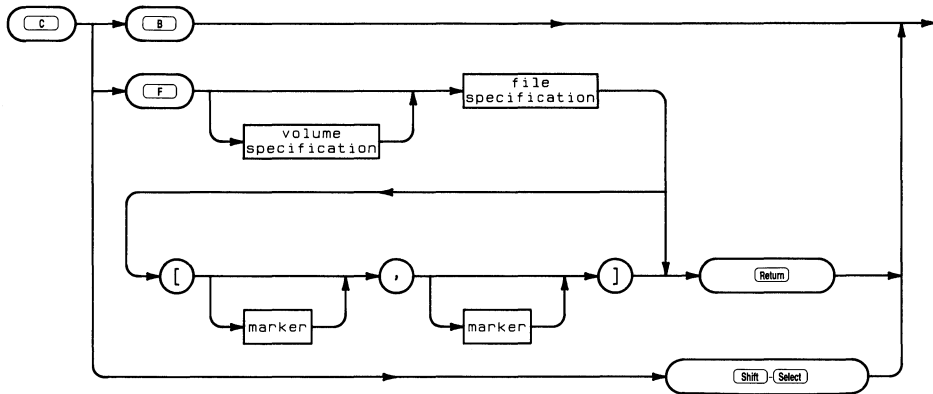 C
B
F
file
specification
volume
specification
[
,
]
Return
marker
marker
Shift - Select